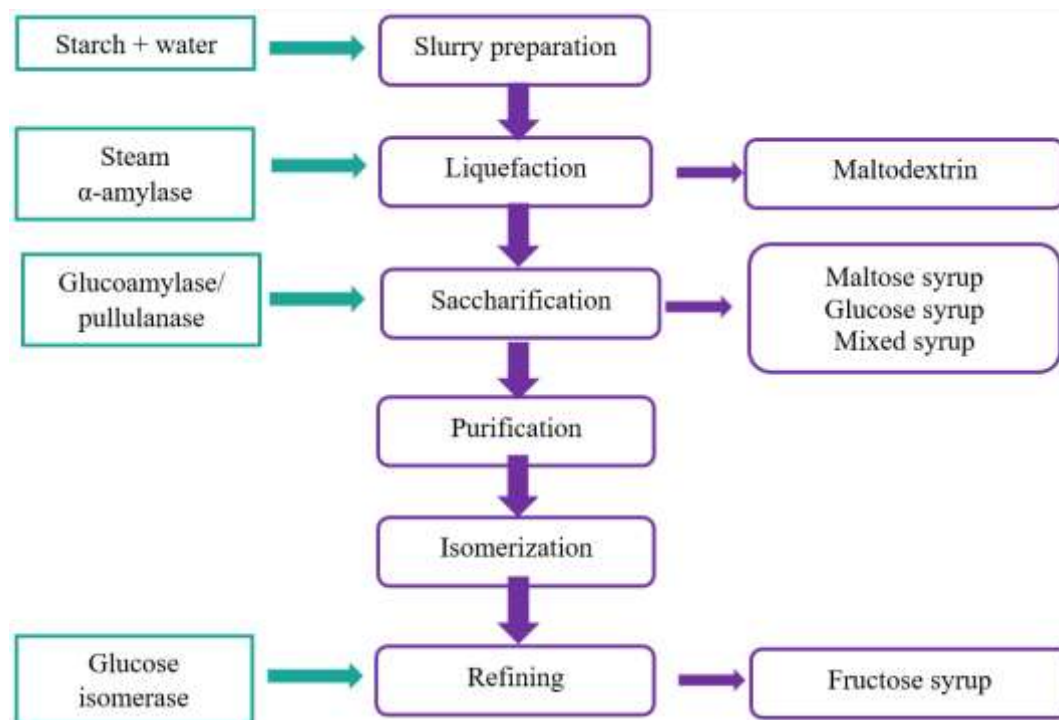 Starch + water
Slurry preparation
Steam
α-amylase
Liquefaction
Maltodextrin
Glucoamylase/
pullulanase
Saccharification
Maltose syrup
Glucose syrup
Mixed syrup
Purification
Isomerization
Glucose
isomerase
Refining
Fructose syrup